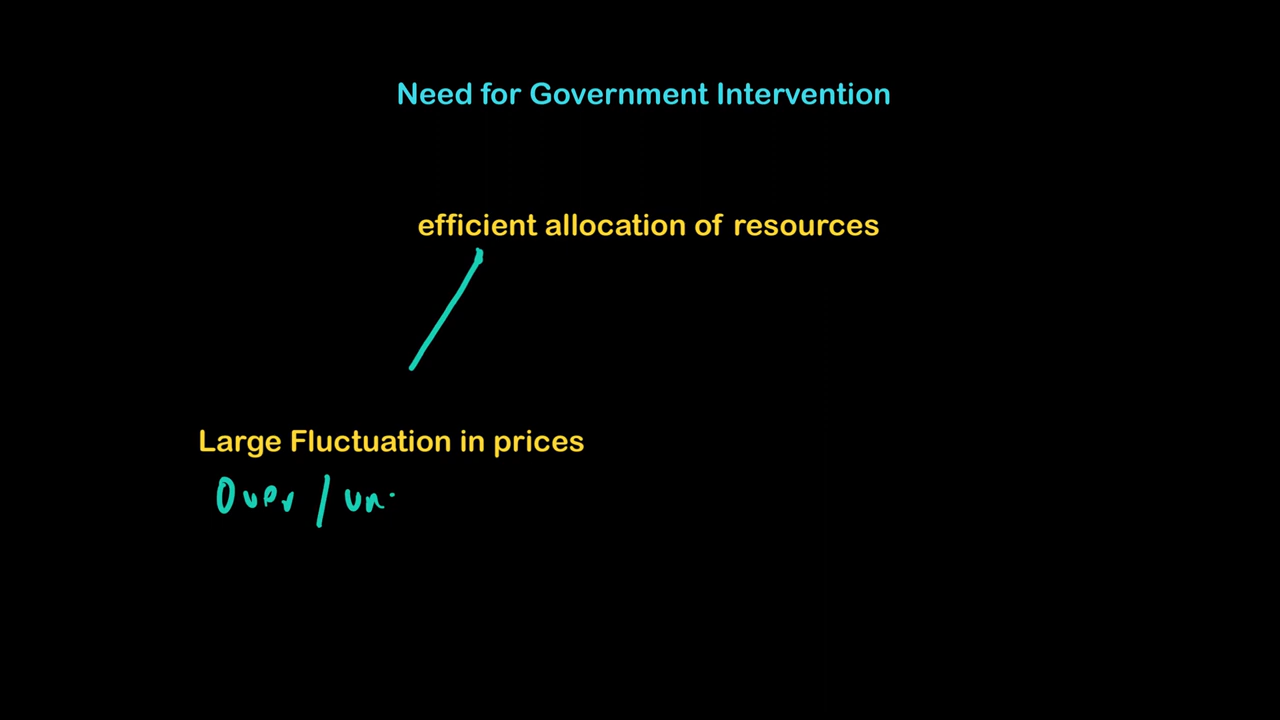 Need for Government Intervention
efficient allocation of resources
Large Fluctuation in prices
Over / un